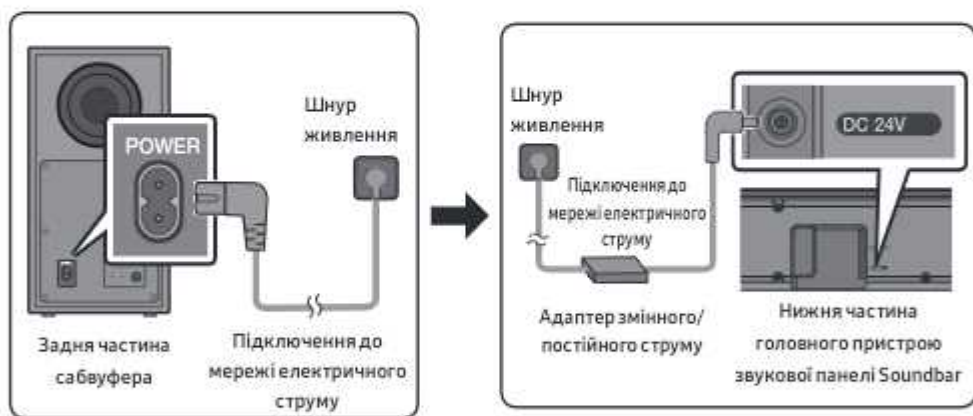 POWER
Шнур
живлення
Задня частина
сабвуфера
Підключення до
мережі електричного
струму
Шнур
живлення
DC 24V
Підключення до
мережі електричного
струму
Адаптер змінного/
постійного струму
Нижня частина
головного пристрою
звукової панелі Soundbar